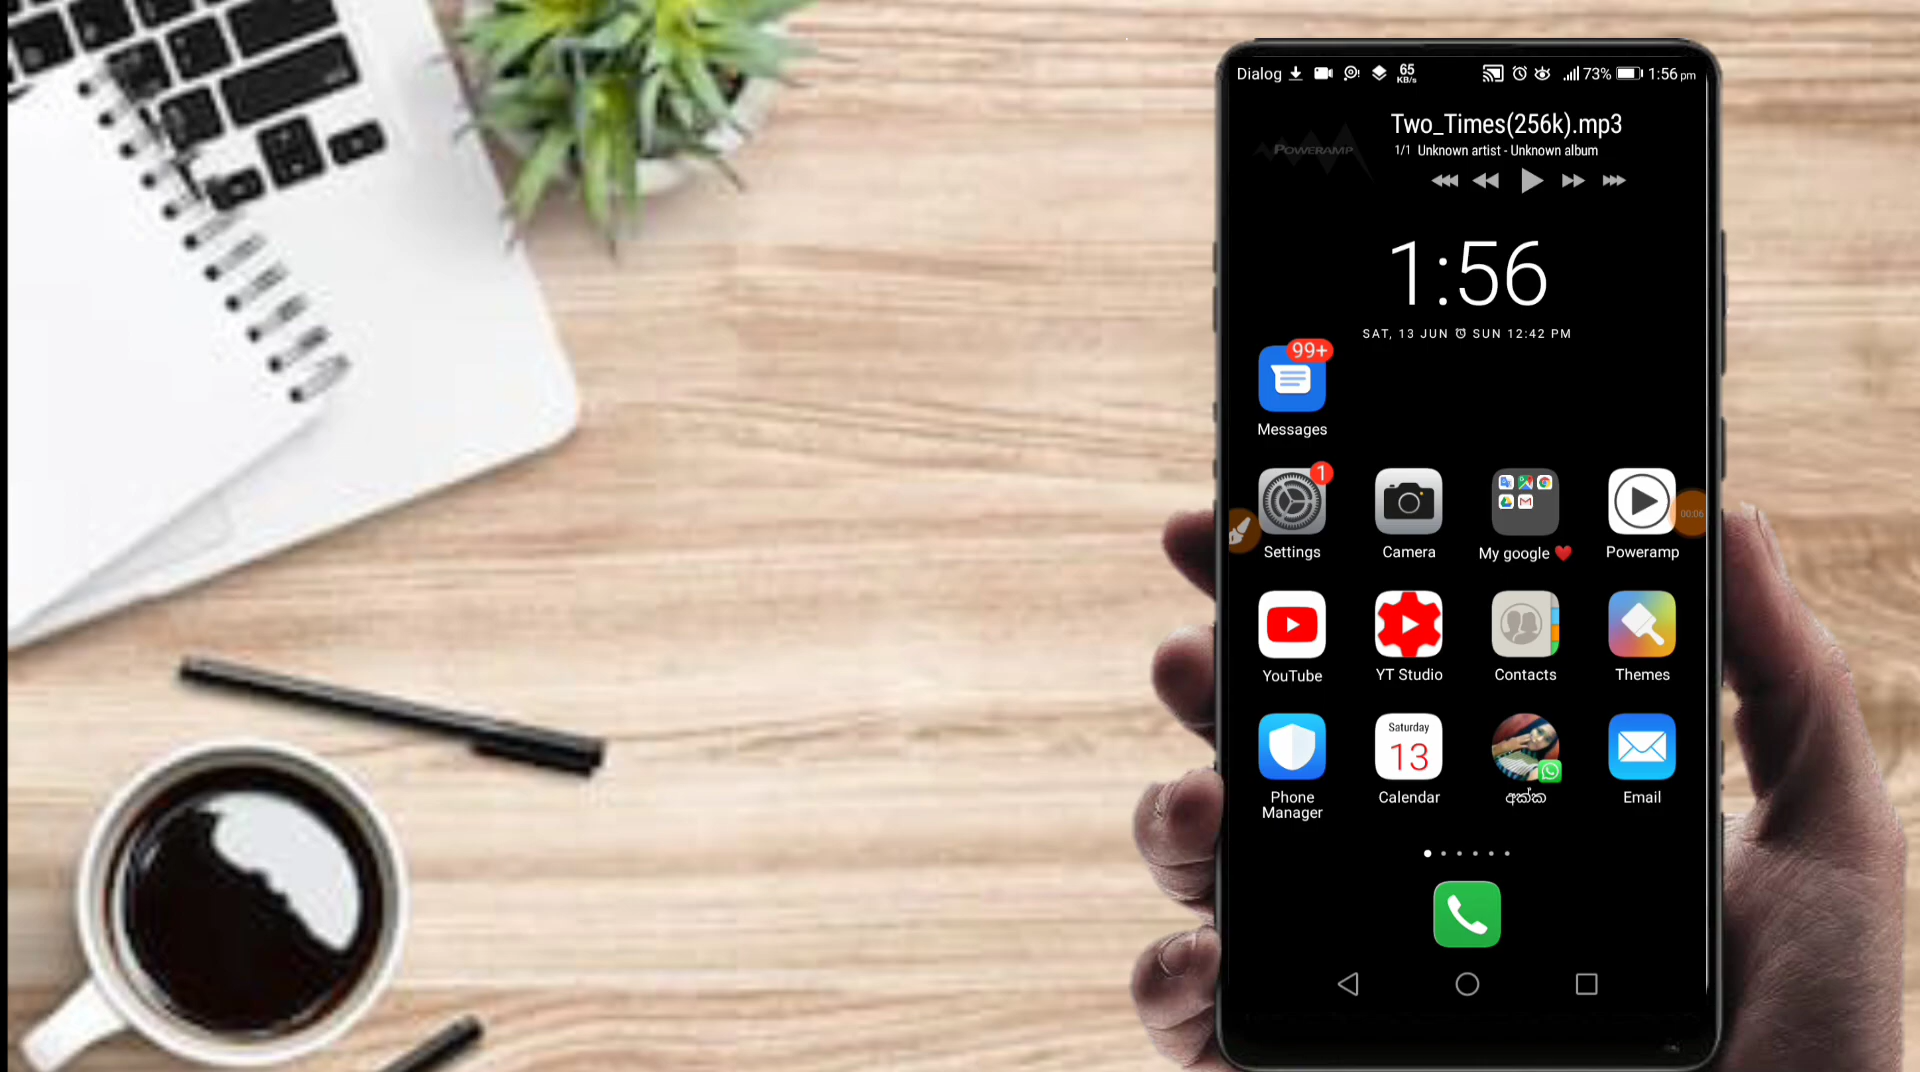 Dialog 65 KB/s 73% 1:56 pm
Two_Times(256k).mp3
POWERAMP
1/1 Unknown artist - Unknown album
1:56
SAT, 13 JUN SUN 12:42 PM
99+
Messages
1
00:06
Settings Camera My google ❤ Poweramp
YouTube YT Studio Contacts Themes
Saturday
13
Phone Manager Calendar අක්ක Email